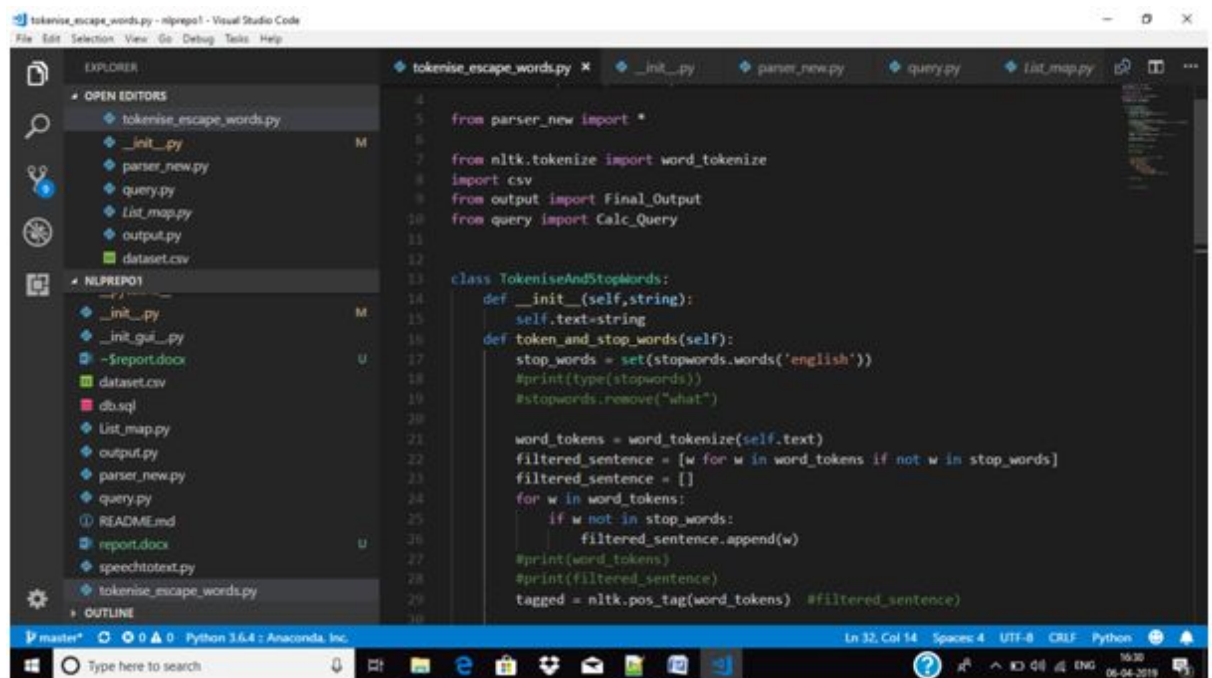 tokenise_escape_words.py - nlprepo1 - Visual Studio Code
File Edit Selection View Go Debug Tasks Help
EXPLORER
OPEN EDITORS
tokenise_escape_words.py
__init__.py M
parser_new.py
query.py
List_map.py
output.py
dataset.csv
NLPREPO1
__init__.py M
__init_gui__.py
~$report.docx U
dataset.csv
db.sql
List_map.py
output.py
parser_new.py
query.py
README.md
report.docx U
speechtotext.py
tokenise_escape_words.py
OUTLINE
tokenise_escape_words.py × __init__.py parser_new.py query.py List_map.py
4
5 from parser_new import *
6
7 from nltk.tokenize import word_tokenize
8 import csv
9 from output import Final_Output
10 from query import Calc_Query
11
12
13 class TokeniseAndStopWords:
14 def __init__(self,string):
15 self.text=string
16 def token_and_stop_words(self):
17 stop_words = set(stopwords.words('english'))
18 #print(type(stopwords))
19 #stopwords.remove("what")
20
21 word_tokens = word_tokenize(self.text)
22 filtered_sentence = [w for w in word_tokens if not w in stop_words]
23 filtered_sentence = []
24 for w in word_tokens:
25 if w not in stop_words:
26 filtered_sentence.append(w)
27 #print(word_tokens)
28 #print(filtered_sentence)
29 tagged = nltk.pos_tag(word_tokens) #filtered_sentence)
30
master* 0 0 Python 3.6.4 :: Anaconda, Inc. Ln 32, Col 14 Spaces: 4 UTF-8 CRLF Python
Type here to search ENG 16:30
06-04-2019